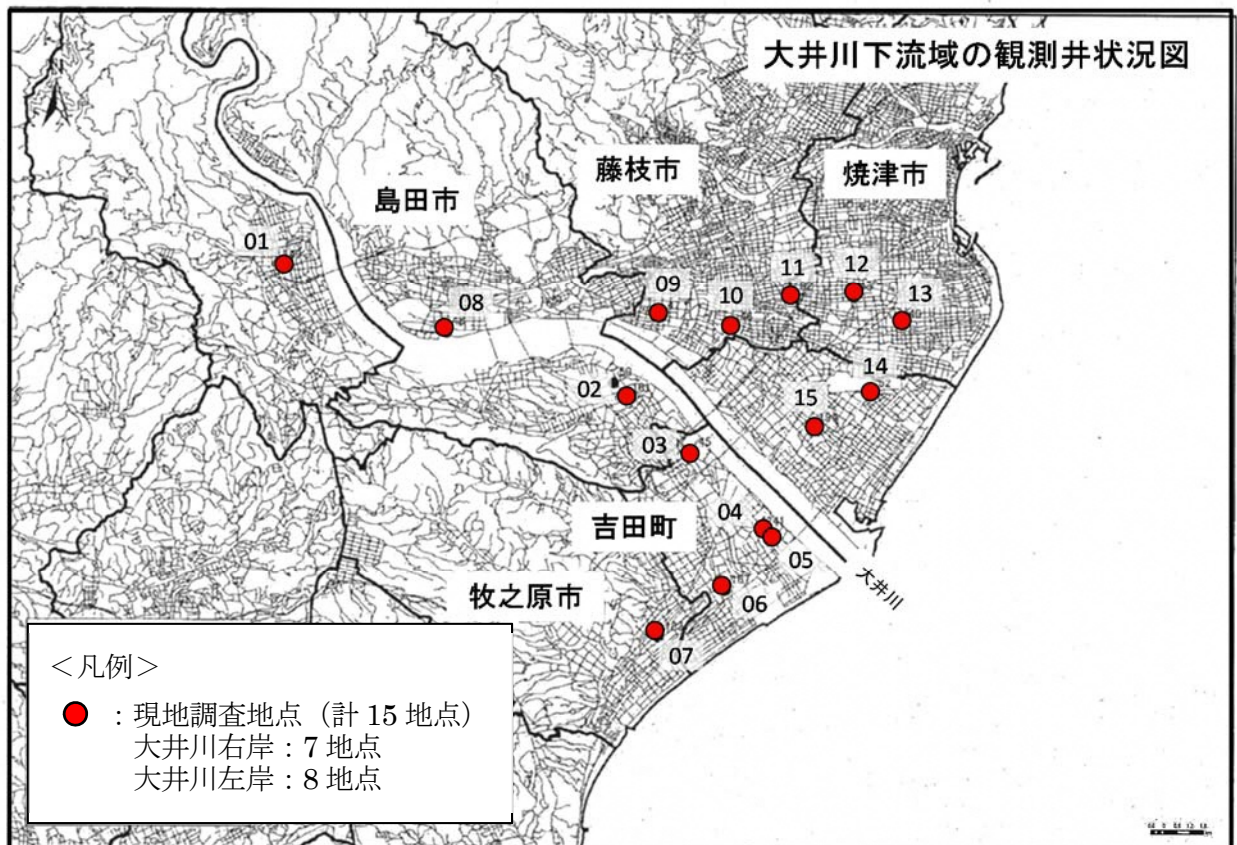 大井川下流域の観測井状況図
藤枝市
焼津市
島田市
01
08
09
10
11
12
13
02
14
15
03
04
吉田町
05
大井川
牧之原市
06
07
＜凡例＞
：現地調査地点（計 15 地点）
大井川右岸：7 地点
大井川左岸：8 地点